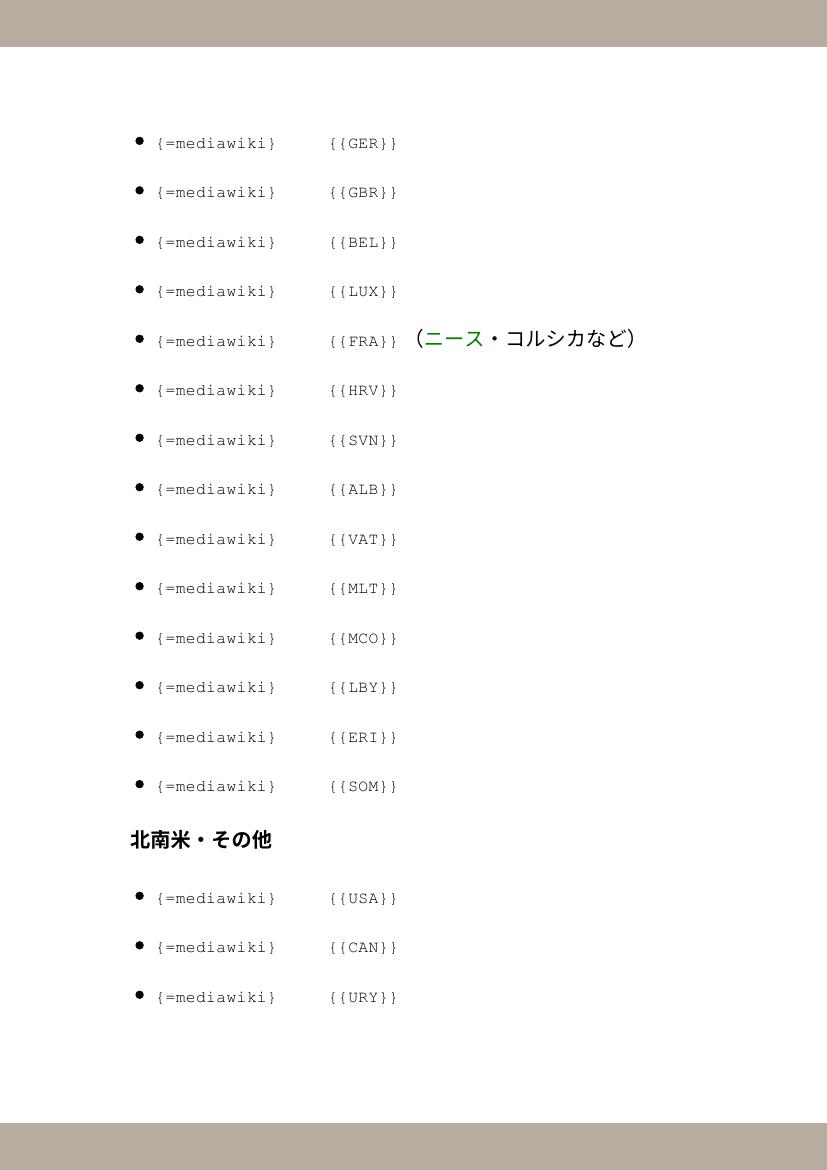 • {=mediawiki} {{GER}}
• {=mediawiki} {{GBR}}
• {=mediawiki} {{BEL}}
• {=mediawiki} {{LUX}}
• {=mediawiki} {{FRA}} （ニース・コルシカなど）
• {=mediawiki} {{HRV}}
• {=mediawiki} {{SVN}}
• {=mediawiki} {{ALB}}
• {=mediawiki} {{VAT}}
• {=mediawiki} {{MLT}}
• {=mediawiki} {{MCO}}
• {=mediawiki} {{LBY}}
• {=mediawiki} {{ERI}}
• {=mediawiki} {{SOM}}
北南米・その他
• {=mediawiki} {{USA}}
• {=mediawiki} {{CAN}}
• {=mediawiki} {{URY}}